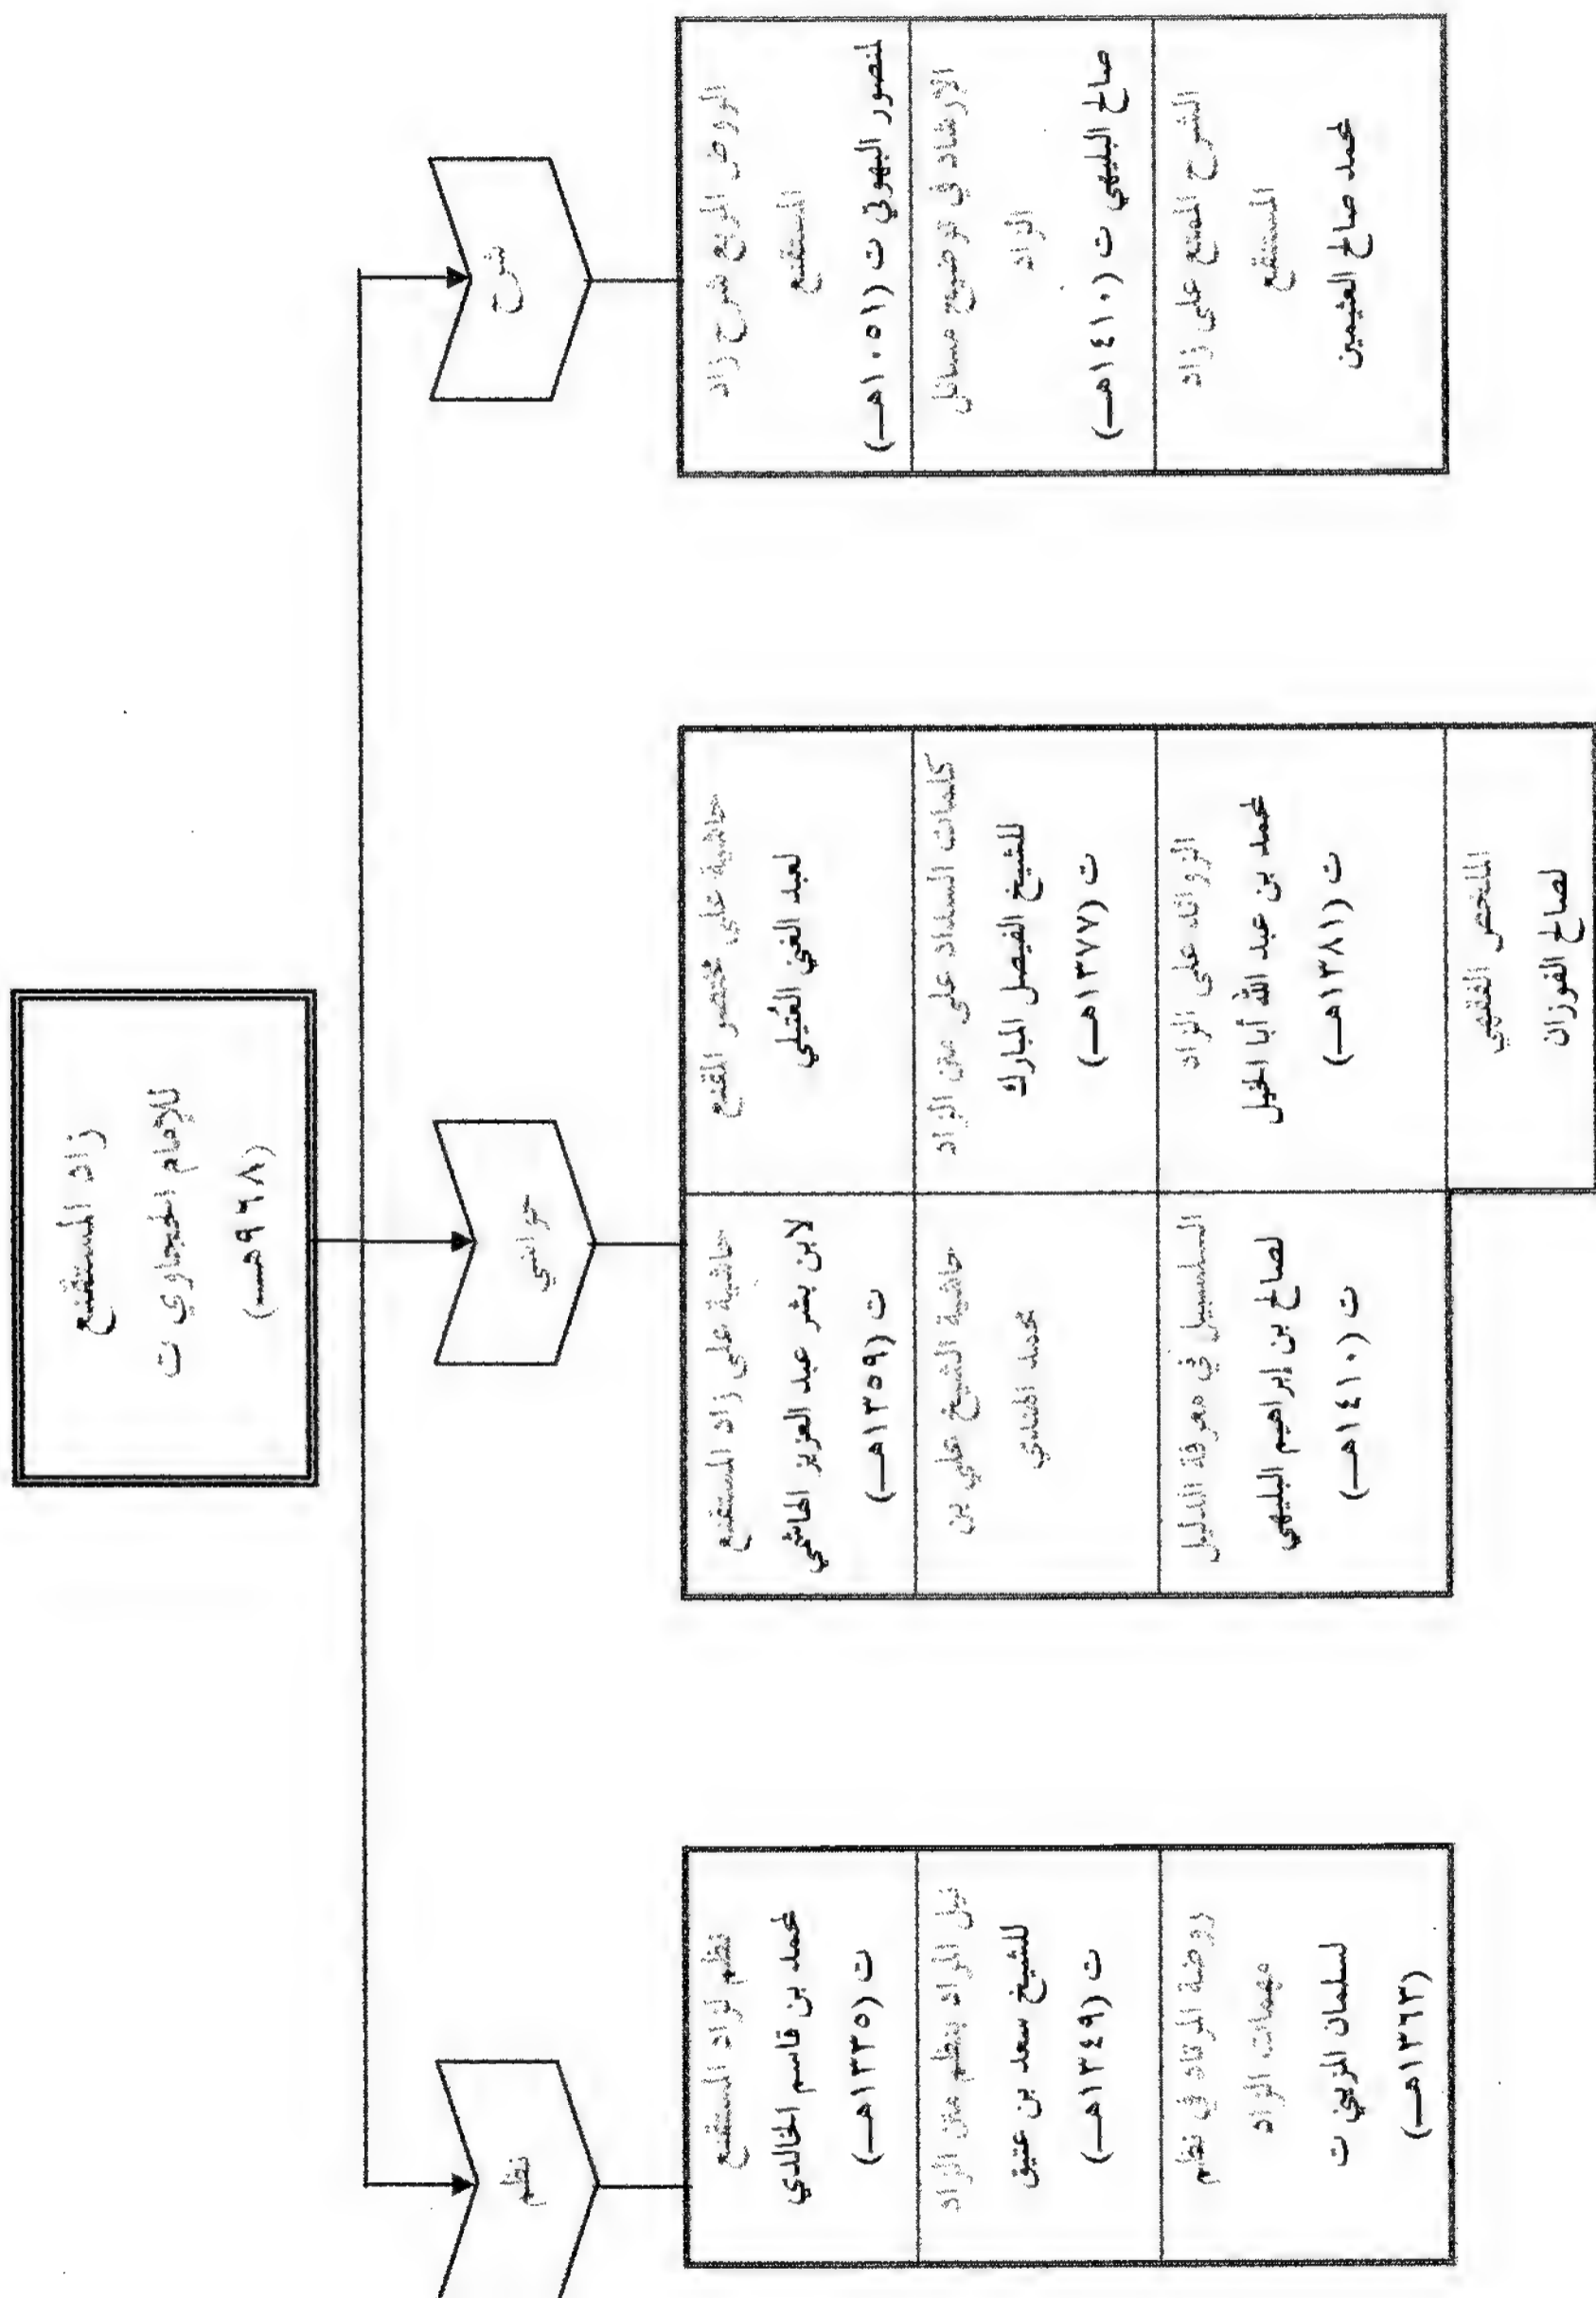 زاد المستقنع
للإمام الحجاوي ت
(٩٦٨هـ)
شرح
الروض المربع شرح زاد
المستقنع
لمنصور البهوتي ت (١٠٥١هـ)
الارشاد في توضيح مسائل
الزاد
صالح البليهي ت (١٤١٠هـ)
الشرح الممتع على زاد
المستقنع
محمد صالح العثيمين
حواشي
حاشية على مختصر المقنع
لعبد الغني العُتيلي
كلمات السداد على متن الزاد
للشيخ الفيصل المبارك
ت (١٣٧٧هـ)
الزوائد على الزاد
محمد بن عبد الله أبا الخيل
ت (١٣٨١هـ)
الملخص الفقهي
لصالح الفوزان
حاشية على زاد المستقنع
لابن بشر عبد العزيز الهاشمي
ت (١٣٥٩هـ)
حاشية الشيخ علي بن
محمد الهندي
السلسبيل في معرفة الدليل
لصالح بن إبراهيم البليهي
ت (١٤١٠هـ)
نظم
نظم لزاد المستقنع
محمد بن قاسم الخالدي
ت (١٣٣٥هـ)
نيل المراد بنظم متن الزاد
للشيخ سعد بن عتيق
ت (١٣٤٩هـ)
روضة المرتاد في نظم
مهمات الزاد
لسلمان المزيني ت
(١٣٦٣هـ)